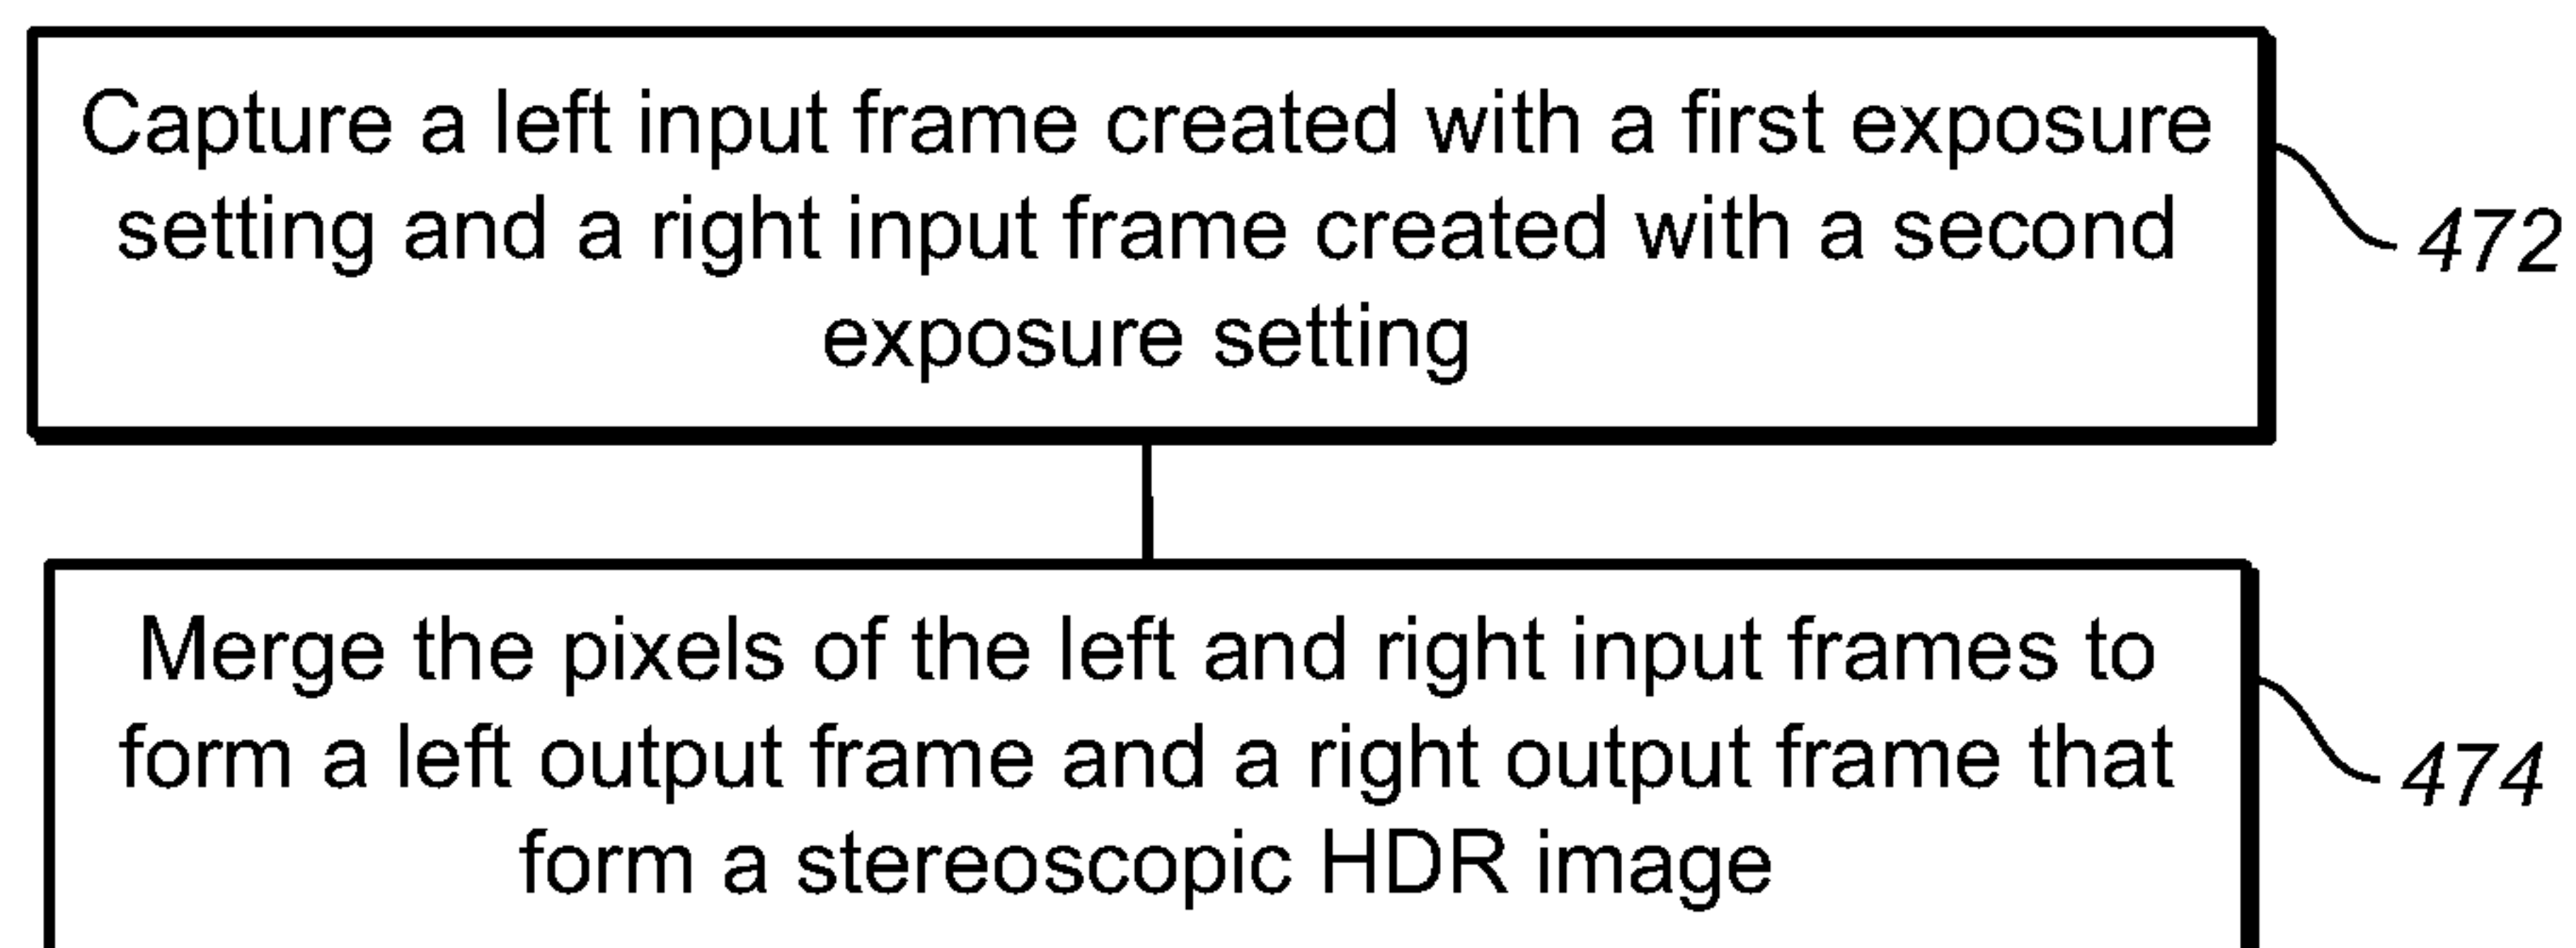 Capture a left input frame created with a first exposure
setting and a right input frame created with a second
exposure setting
472
Merge the pixels of the left and right input frames to
form a left output frame and a right output frame that
form a stereoscopic HDR image
474